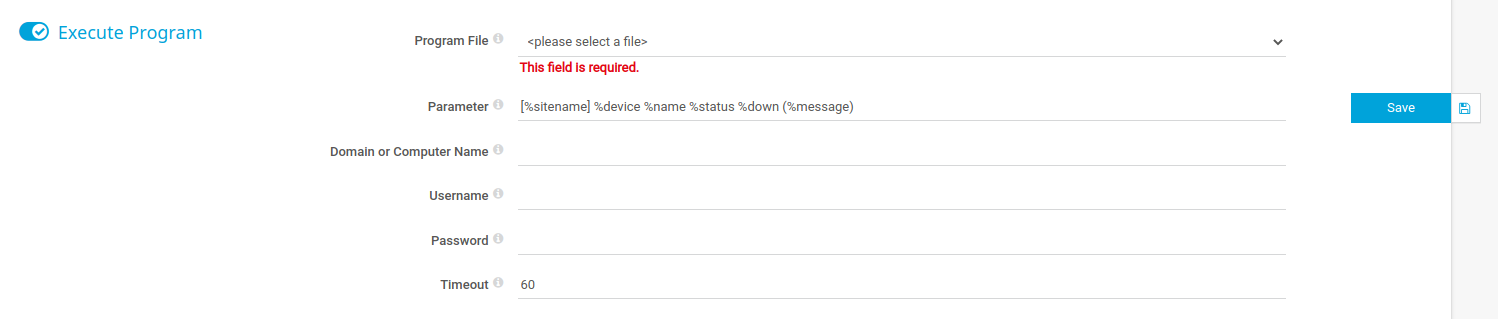 Execute Program
Program File
<please select a file>
This field is required.
Parameter
[%sitename] %device %name %status %down (%message)
Save
Domain or Computer Name
Username
Password
Timeout
60